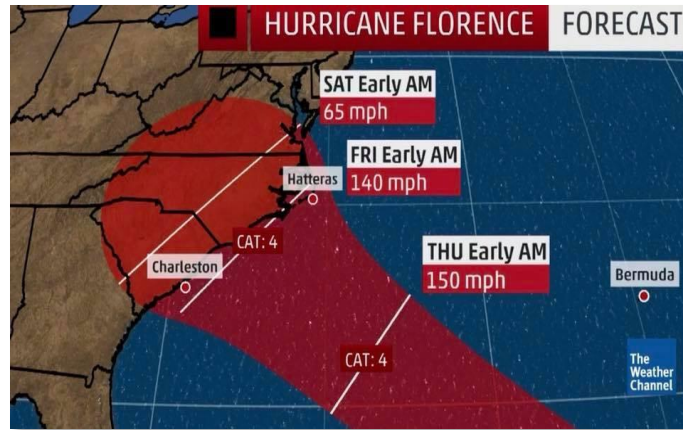 HURRICANE FLORENCE
FORECAST
SAT Early AM
65 mph
FRI Early AM
140 mph
Hatteras
CAT: 4
THU Early AM
150 mph
Charleston
Bermuda
CAT: 4
The
Weather
Channel